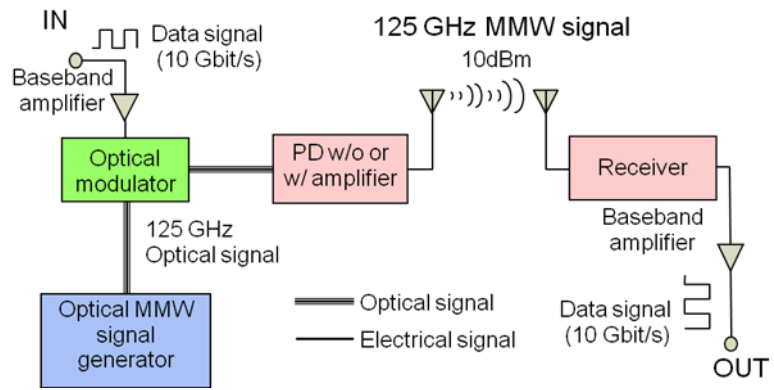 IN
Data signal
(10 Gbit/s)
Baseband
amplifier
125 GHz MMW signal
10dBm
Optical
modulator
PD w/o or
w/ amplifier
Receiver
125 GHz
Optical signal
Baseband
amplifier
Optical MMW
signal
generator
Optical signal
Electrical signal
Data signal
(10 Gbit/s)
OUT